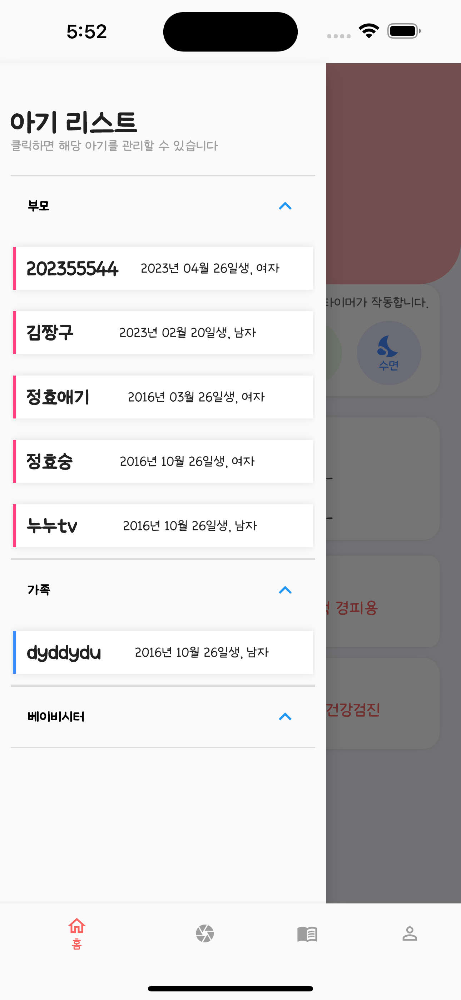 5:52
아기 리스트
클릭하면 해당 아기를 관리할 수 있습니다
부모
202355544 2023년 04월 26일생, 여자
타이머가 작동합니다.
김짱구 2023년 02월 20일생, 남자
수면
정효애기 2016년 03월 26일생, 여자
정효숭 2016년 10월 26일생, 여자
누누tv 2016년 10월 26일생, 남자
가족
경피용
dyddydu 2016년 10월 26일생, 남자
건강검진
베이비시터
홈